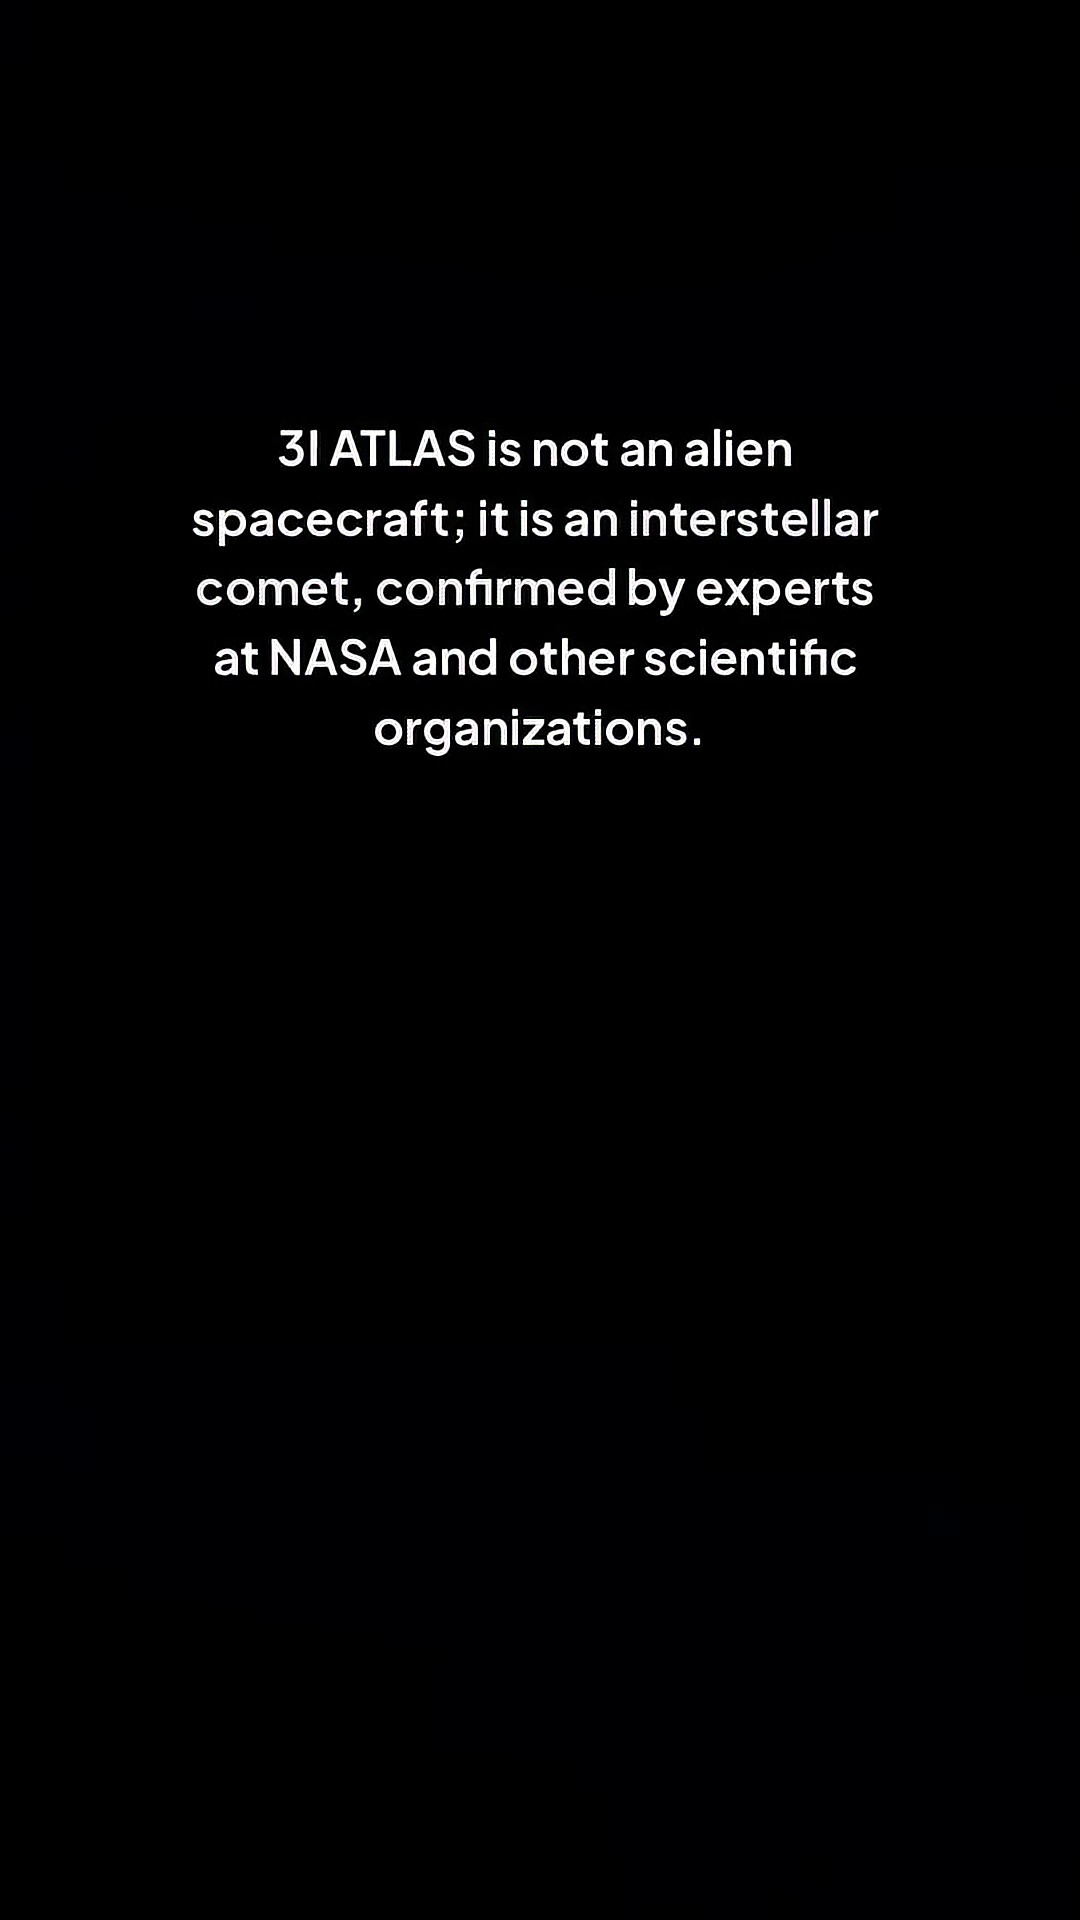 3I ATLAS is not an alien
spacecraft; it is an interstellar
comet, confirmed by experts
at NASA and other scientific
organizations.